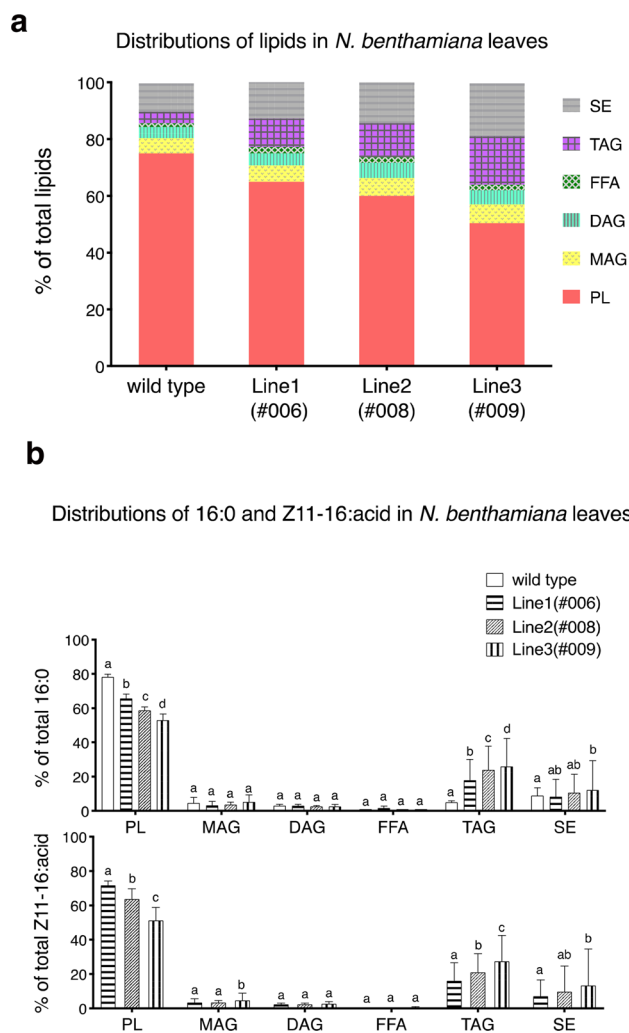 a
Distributions of lipids in N. benthamiana leaves
% of total lipids
100
80
60
40
20
0
wild type
Line1
(#006)
Line2
(#008)
Line3
(#009)
SE
TAG
FFA
DAG
MAG
PL
b
Distributions of 16:0 and Z11-16:acid in N. benthamiana leaves
wild type
Line1(#006)
Line2(#008)
Line3(#009)
% of total 16:0
100
80
60
40
20
0
a b c d
a a a a
a a a a
a a a a
a b c d
a ab ab b
PL MAG DAG FFA TAG SE
% of total Z11-16:acid
100
80
60
40
20
0
a b c
a a b
a a a
a a a
a b c
a ab b
PL MAG DAG FFA TAG SE